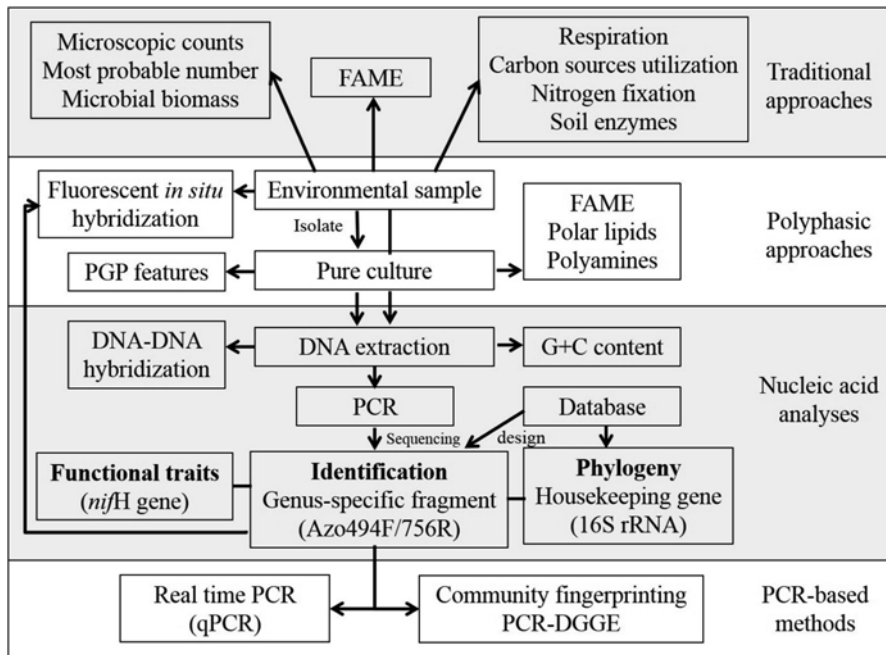 Microscopic counts
Most probable number
Microbial biomass
FAME
Respiration
Carbon sources utilization
Nitrogen fixation
Soil enzymes
Traditional
approaches
Fluorescent in situ
hybridization
Environmental sample
Isolate
FAME
Polar lipids
Polyamines
Polyphasic
approaches
PGP features
Pure culture
DNA-DNA
hybridization
DNA extraction
G+C content
Nucleic acid
analyses
PCR
Database
Sequencing
design
Functional traits
(nifH gene)
Identification
Genus-specific fragment
(Azo494F/756R)
Phylogeny
Housekeeping gene
(16S rRNA)
Real time PCR
(qPCR)
Community fingerprinting
PCR-DGGE
PCR-based
methods